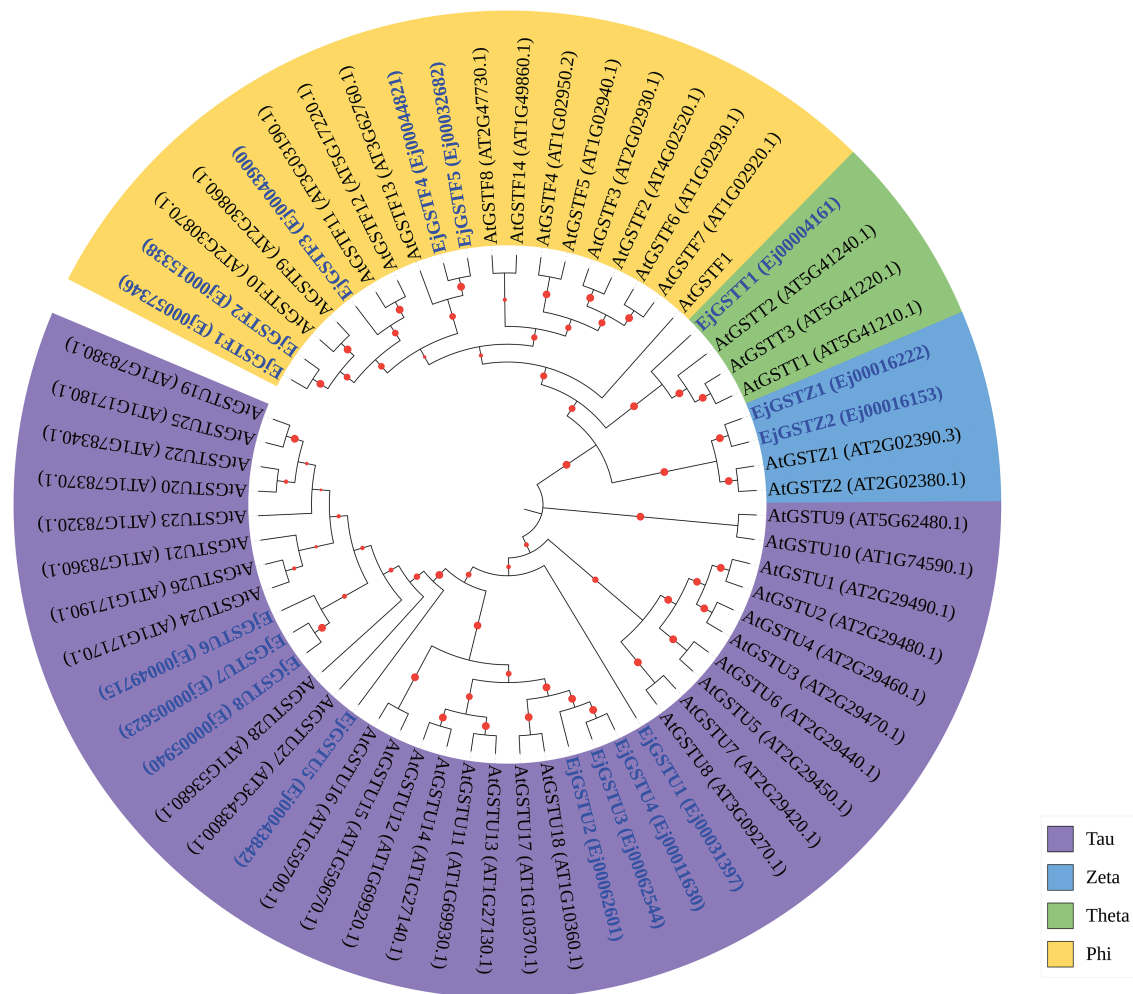 EjGSTF1 (Ej00057346)
EjGSTF2 (Ej00015338)
AtGSTF10 (AT2G30870.1)
AtGSTF9 (AT2G30860.1)
EjGSTF3 (Ej00043900)
AtGSTF11 (AT3G03190.1)
AtGSTF12 (AT5G17220.1)
AtGSTF13 (AT3G62760.1)
EjGSTF4 (Ej00044821)
EjGSTF5 (Ej00032682)
AtGSTF8 (AT2G47730.1)
AtGSTF14 (AT1G49860.1)
AtGSTF4 (AT1G02950.2)
AtGSTF5 (AT1G02940.1)
AtGSTF3 (AT2G02930.1)
AtGSTF2 (AT4G02520.1)
AtGSTF6 (AT1G02930.1)
AtGSTF7 (AT1G02920.1)
AtGSTF1
EjGSTT1 (Ej00004161)
AtGSTT2 (AT5G41240.1)
AtGSTT3 (AT5G41220.1)
AtGSTT1 (AT5G41210.1)
EjGSTZ1 (Ej00016222)
EjGSTZ2 (Ej00016153)
AtGSTZ1 (AT2G02390.3)
AtGSTZ2 (AT2G02380.1)
AtGSTU9 (AT5G62480.1)
AtGSTU10 (AT1G74590.1)
AtGSTU1 (AT2G29490.1)
AtGSTU2 (AT2G29480.1)
AtGSTU4 (AT2G29460.1)
AtGSTU3 (AT2G29470.1)
AtGSTU6 (AT2G29440.1)
AtGSTU5 (AT2G29450.1)
AtGSTU7 (AT2G29420.1)
AtGSTU8 (AT3G09270.1)
EjGSTU1 (Ej00031397)
EjGSTU4 (Ej00011630)
EjGSTU3 (Ej00062544)
EjGSTU2 (Ej00062601)
AtGSTU18 (AT1G10360.1)
AtGSTU17 (AT1G10370.1)
AtGSTU13 (AT1G27130.1)
AtGSTU11 (AT1G69930.1)
AtGSTU14 (AT1G27140.1)
AtGSTU12 (AT1G69920.1)
AtGSTU15 (AT1G59670.1)
AtGSTU16 (AT1G59700.1)
EjGSTU5 (Ej00043842)
AtGSTU27 (AT3C43800.1)
AtGSTU28 (AT1G53680.1)
EjGSTU8 (Ej00005940)
EjGSTU7 (Ej00005623)
EjGSTU6 (Ej00049715)
AtGSTU24 (AT1G17170.1)
AtGSTU26 (AT1G17190.1)
AtGSTU21 (AT1G78360.1)
AtGSTU23 (AT1G78320.1)
AtGSTU20 (AT1G78370.1)
AtGSTU22 (AT1G78340.1)
AtGSTU25 (AT1G17180.1)
AtGSTU19 (AT1G78380.1)
Tau
Zeta
Theta
Phi